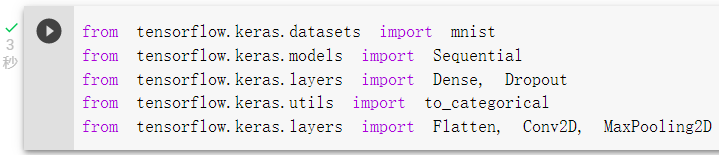 from tensorflow.keras.datasets import mnist
3 from tensorflow.keras.models import Sequential
秒 from tensorflow.keras.layers import Dense, Dropout
from tensorflow.keras.utils import to_categorical
from tensorflow.keras.layers import Flatten, Conv2D, MaxPooling2D